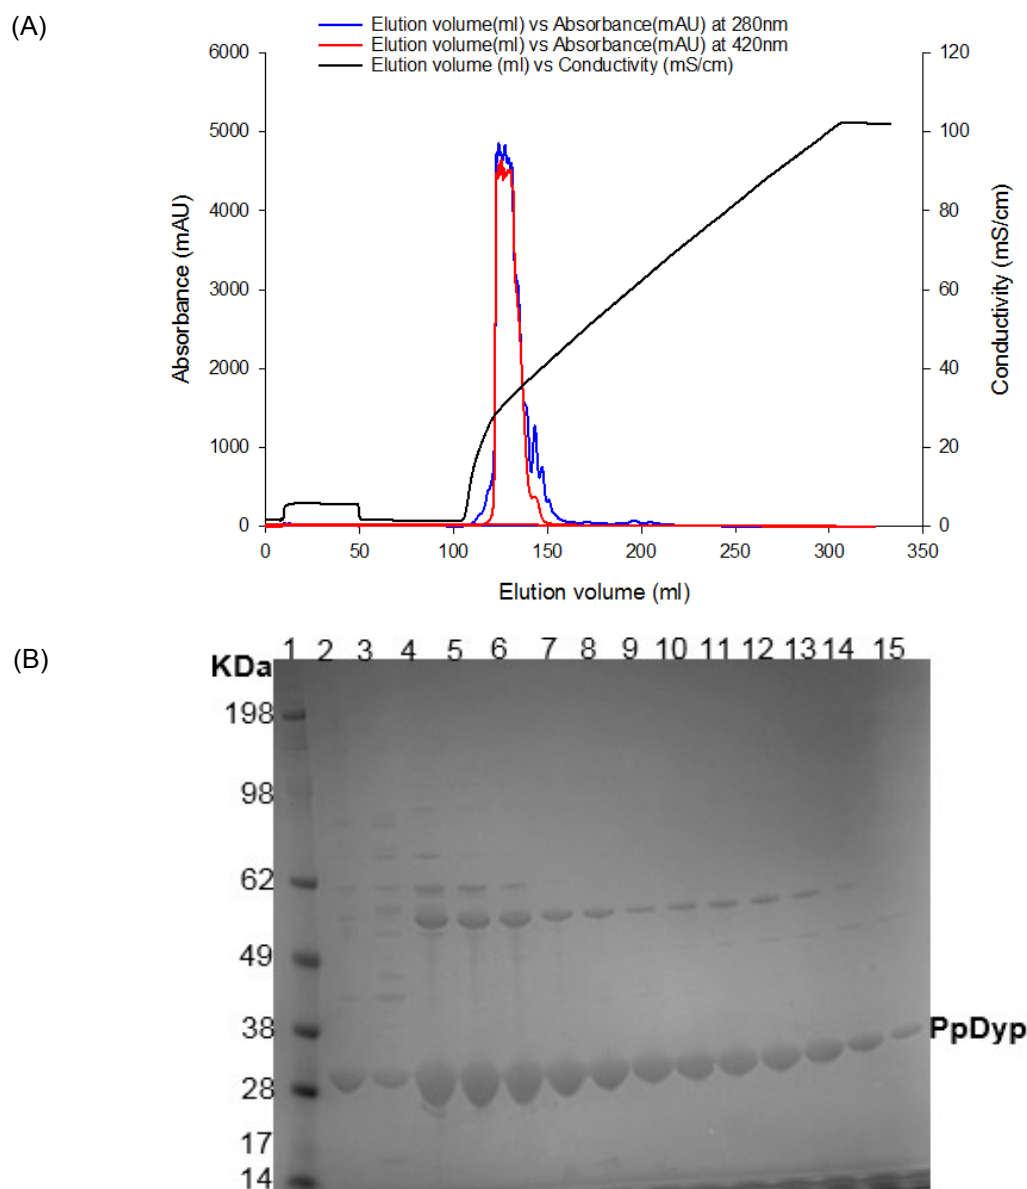 (A)
Elution volume(ml) vs Absorbance(mAU) at 280nm
Elution volume(ml) vs Absorbance(mAU) at 420nm
Elution volume (ml) vs Conductivity (mS/cm)
6000
5000
4000
3000
2000
1000
0
Absorbance (mAU)
120
100
80
60
40
20
0
Conductivity (mS/cm)
0 50 100 150 200 250 300 350
Elution volume (ml)
(B)
1 2 3 4 5 6 7 8 9 10 11 12 13 14 15
KDa
198
98
62
49
38
PpDyp
28
17
14